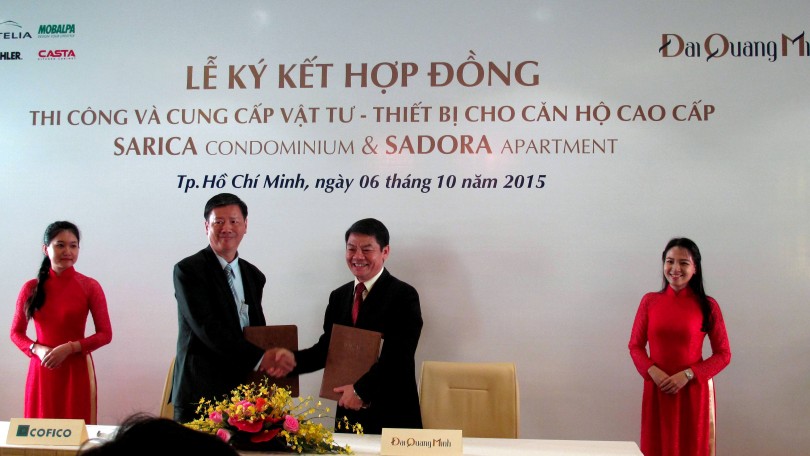 MOBALPA
CASTA
Đại Quang Minh
LỄ KÝ KẾT HỢP ĐỒNG
THI CÔNG VÀ CUNG CẤP VẬT TƯ - THIẾT BỊ CHO CĂN HỘ CAO CẤP
SARICA CONDOMINIUM & SADORA APARTMENT
Tp. Hồ Chí Minh, ngày 06 tháng 10 năm 2015
COFICO
Đại Quang Minh